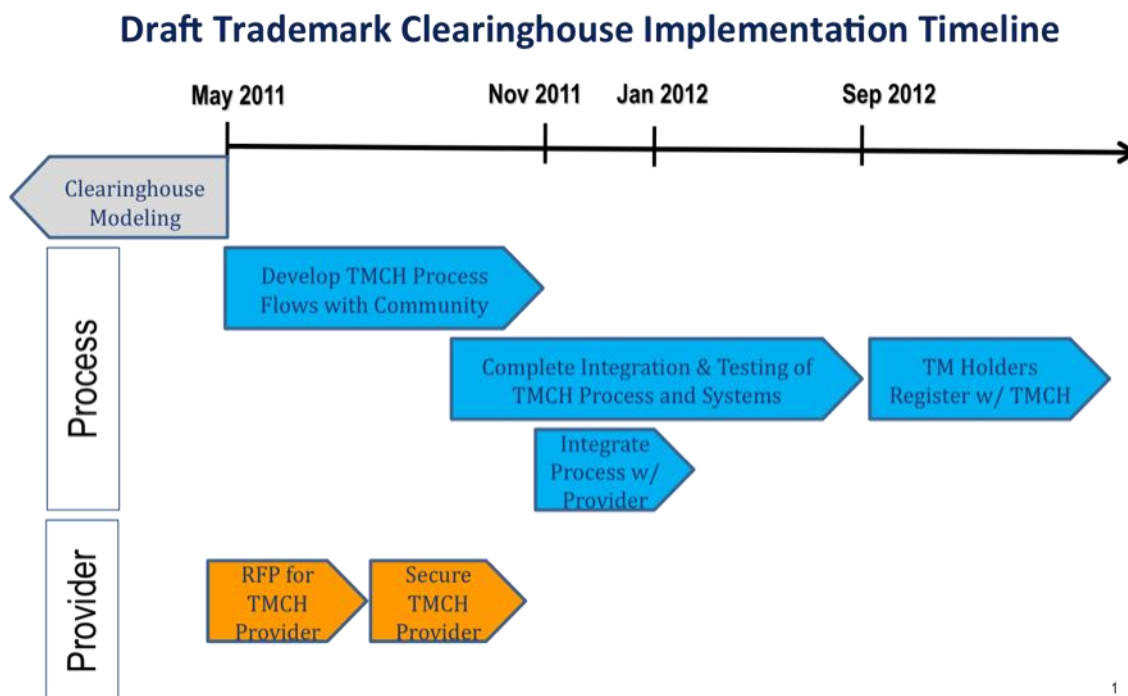 Draft Trademark Clearinghouse Implementation Timeline
May 2011
Nov 2011
Jan 2012
Sep 2012
Clearinghouse
Modeling
Process
Develop TMCH Process
Flows with Community
Complete Integration & Testing of
TMCH Process and Systems
TM Holders
Register w/ TMCH
Integrate
Process w/
Provider
Provider
RFP for
TMCH
Provider
Secure
TMCH
Provider
1